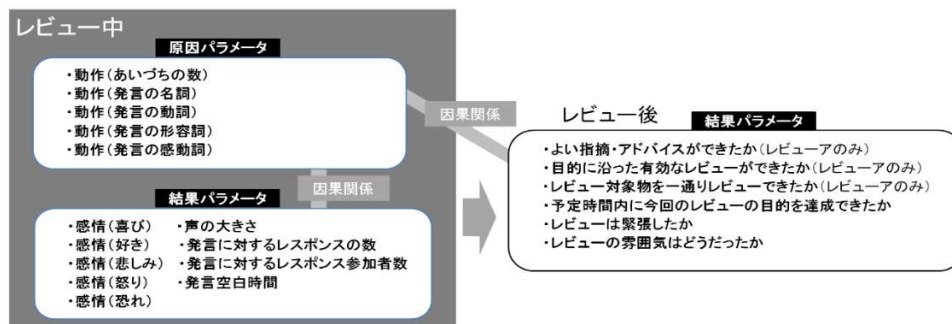 レビュー中
原因パラメータ
・動作(あいづちの数)
・動作(発言の名詞)
・動作(発言の動詞)
・動作(発言の形容詞)
・動作(発言の感動詞)
因果関係
結果パラメータ
・感情(喜び) ・声の大きさ
・感情(好き) ・発言に対するレスポンスの数
・感情(悲しみ) ・発言に対するレスポンス参加者数
・感情(怒り) ・発言空白時間
・感情(恐れ)
因果関係
レビュー後
結果パラメータ
・よい指摘・アドバイスができたか(レビューアのみ)
・目的に沿った有効なレビューができたか(レビューアのみ)
・レビュー対象物を一通りレビューできたか(レビューアのみ)
・予定時間内に今回のレビューの目的を達成できたか
・レビューは緊張したか
・レビューの雰囲気はどうだったか